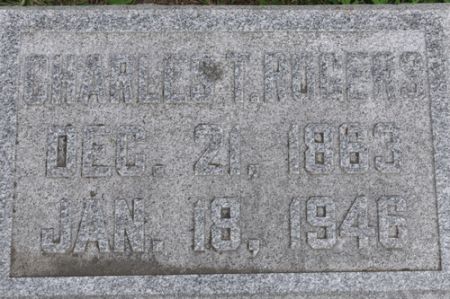 CHARLES T. ROGERS
DEC. 21, 1863
JAN. 18, 1946